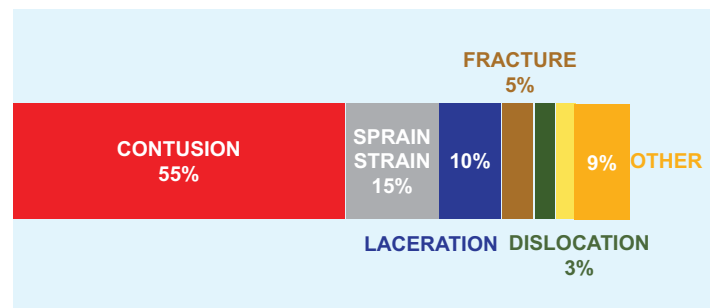 FRACTURE
5%
CONTUSION
55%
SPRAIN
STRAIN
15%
10%
9%
OTHER
LACERATION
DISLOCATION
3%